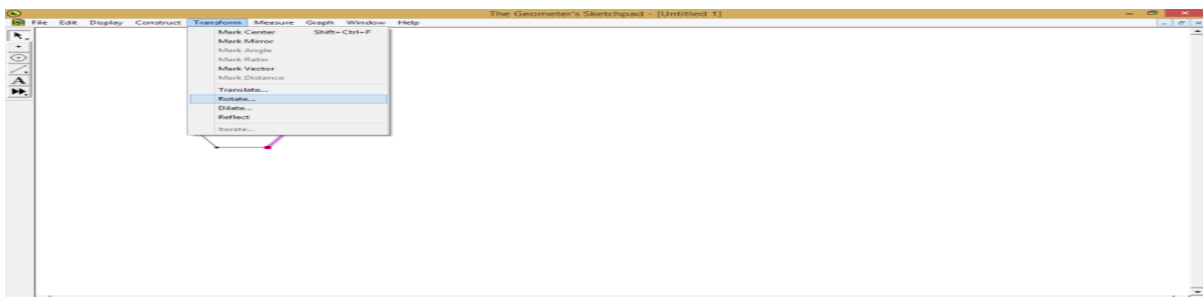 The Geometer's Sketchpad - [Untitled 1]
File Edit Display Construct Transform Measure Graph Window Help
Mark Center Shift+Ctrl+F
Mark Mirror
Mark Angle
Mark Ratio
Mark Vector
Mark Distance
Translate...
Rotate...
Dilate...
Reflect
Iterate...
A